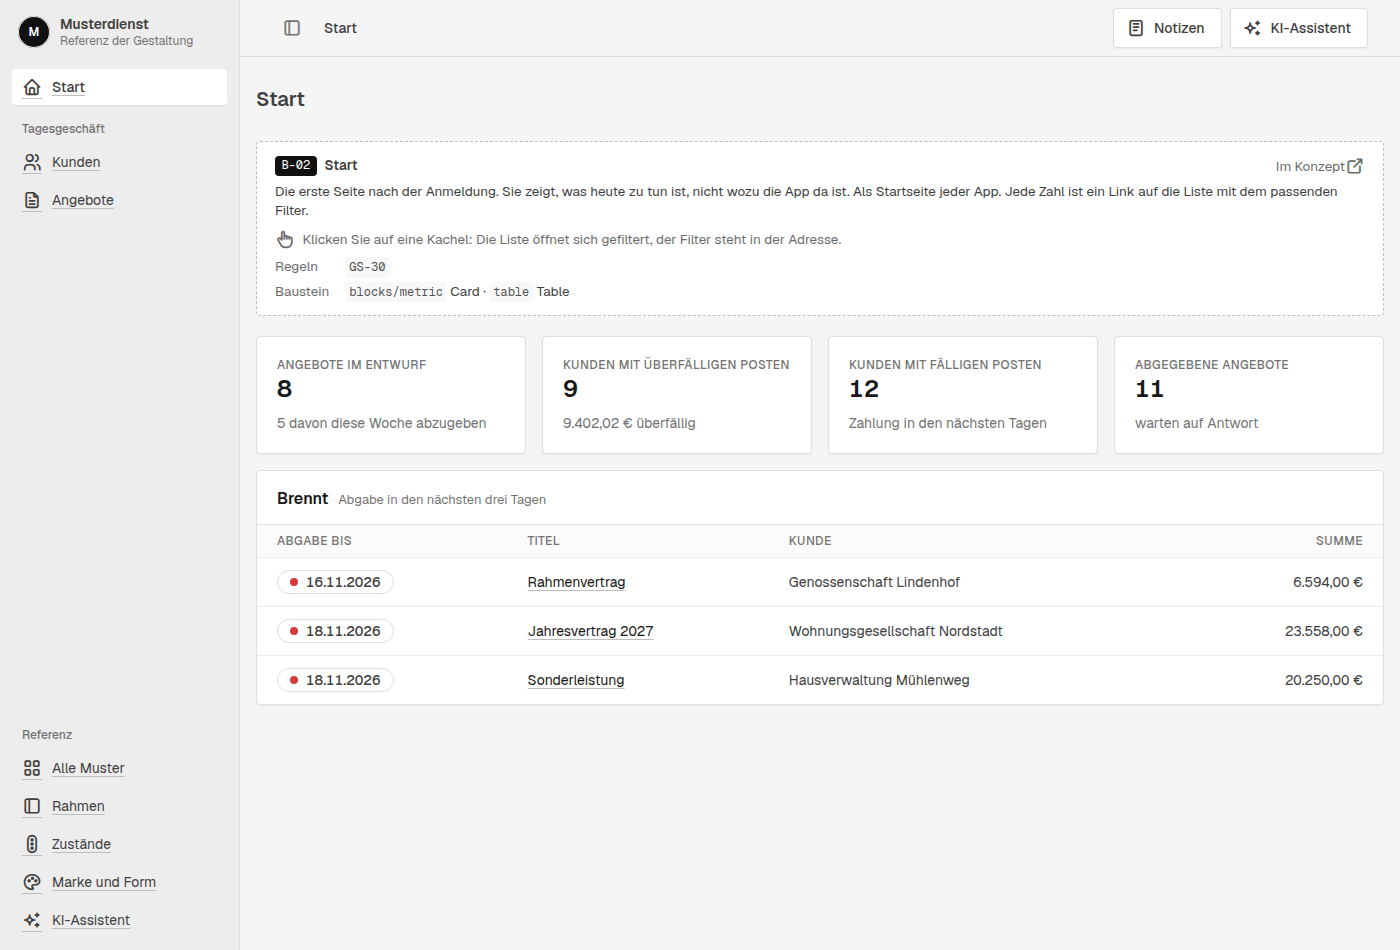 M
Musterdienst
Referenz der Gestaltung
Start
Tagesgeschäft
Kunden
Angebote
Referenz
Alle Muster
Rahmen
Zustände
Marke und Form
KI-Assistent
Start
Notizen
KI-Assistent
Start
B-02 Start
Im Konzept
Die erste Seite nach der Anmeldung. Sie zeigt, was heute zu tun ist, nicht wozu die App da ist. Als Startseite jeder App. Jede Zahl ist ein Link auf die Liste mit dem passenden
Filter.
Klicken Sie auf eine Kachel: Die Liste öffnet sich gefiltert, der Filter steht in der Adresse.
Regeln GS-30
Baustein blocks/metric Card · table Table
ANGEBOTE IM ENTWURF
8
5 davon diese Woche abzugeben
KUNDEN MIT ÜBERFÄLLIGEN POSTEN
9
9.402,02 € überfällig
KUNDEN MIT FÄLLIGEN POSTEN
12
Zahlung in den nächsten Tagen
ABGEGEBENE ANGEBOTE
11
warten auf Antwort
Brennt Abgabe in den nächsten drei Tagen
ABGABE BIS TITEL KUNDE SUMME
16.11.2026 Rahmenvertrag Genossenschaft Lindenhof 6.594,00 €
18.11.2026 Jahresvertrag 2027 Wohnungsgesellschaft Nordstadt 23.558,00 €
18.11.2026 Sonderleistung Hausverwaltung Mühlenweg 20.250,00 €